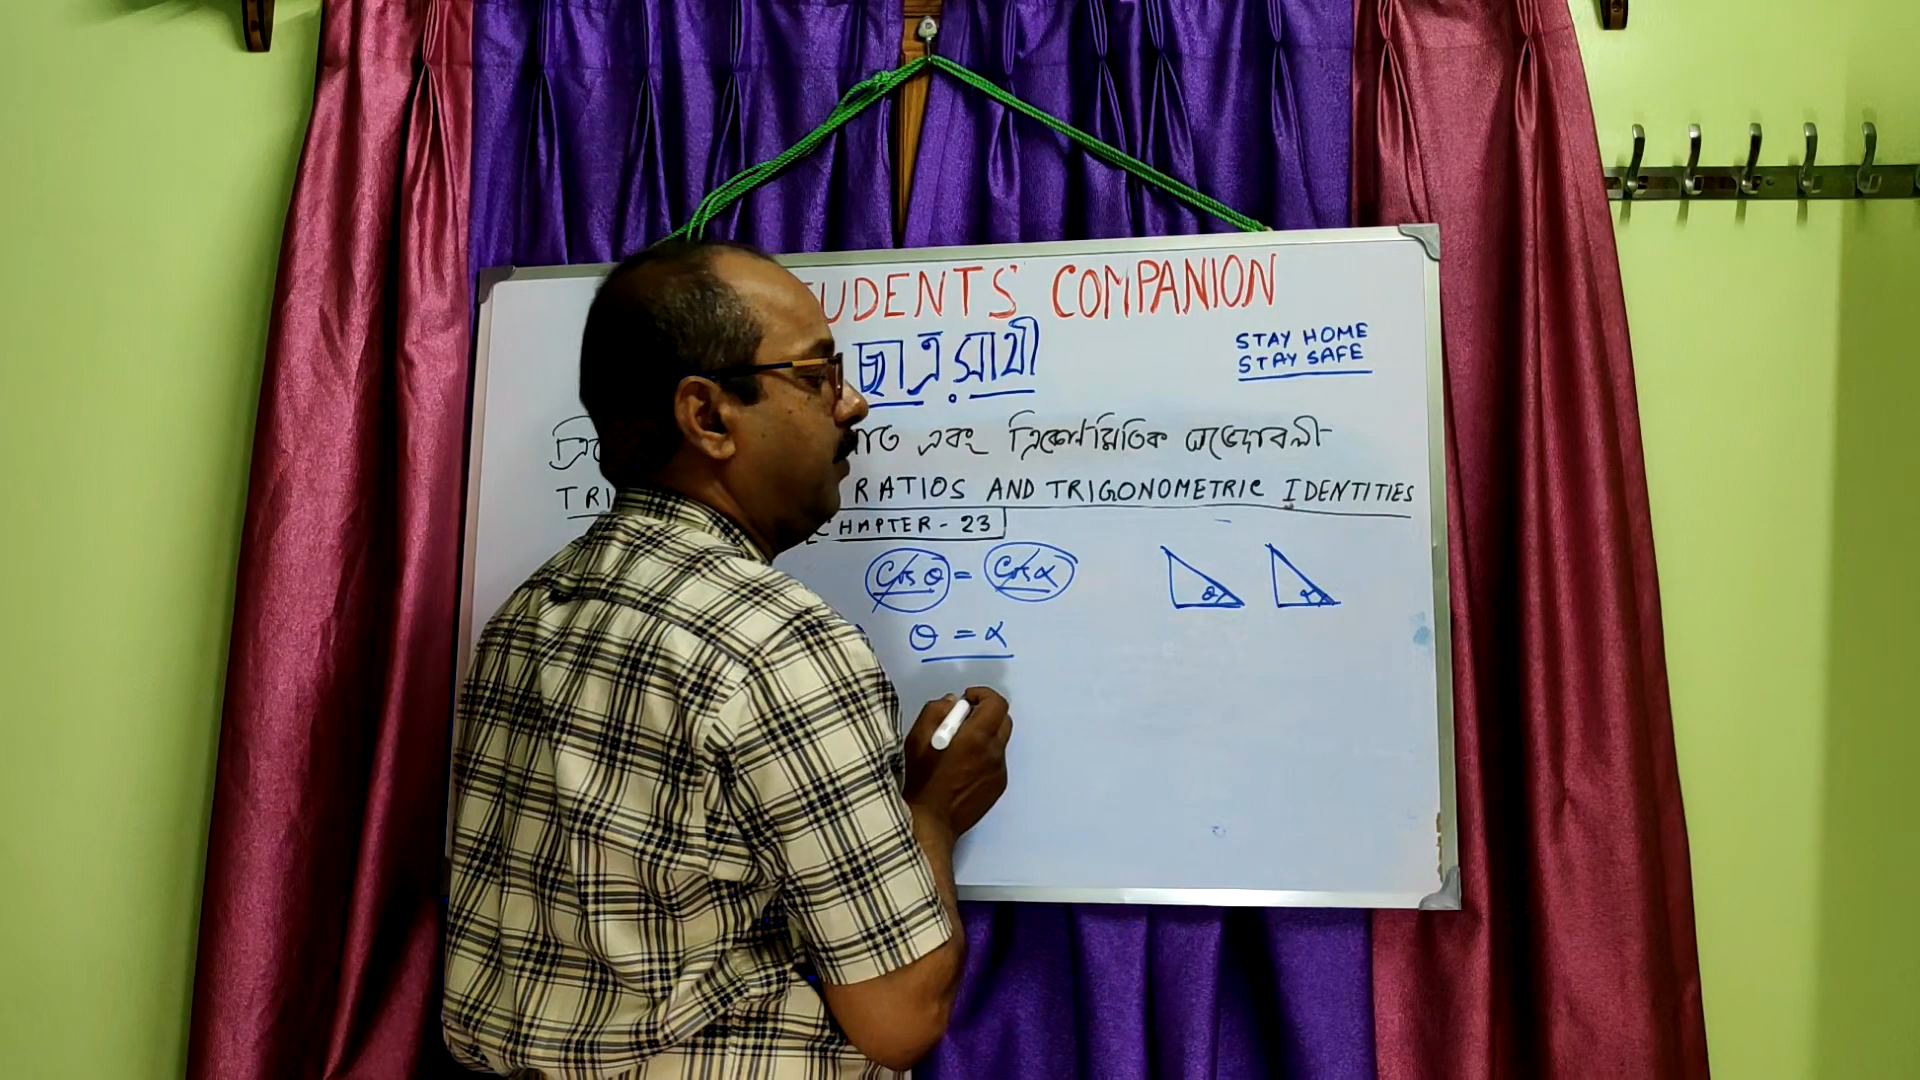 UDENTS' COMPANION
ছাত্র সাথী
STAY HOME
STAY SAFE
এবং ত্রিকোণমিতিক অভেদাবলী
TRI RATIOS AND TRIGONOMETRIC IDENTITIES
CHAPTER - 23
Cos θ = Cos α
θ = α
θ
α